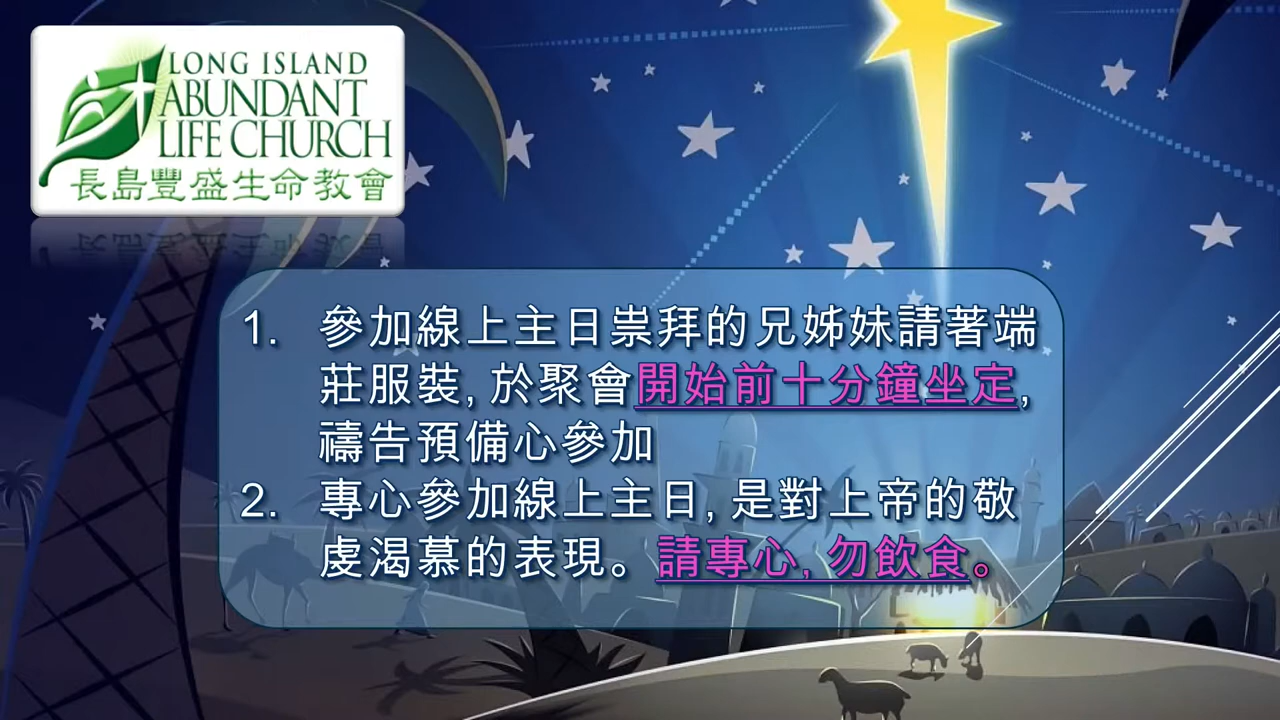 LONG ISLAND
ABUNDANT
LIFE CHURCH
長島豐盛生命教會
1. 參加線上主日崇拜的兄姊妹請著端
莊服裝, 於聚會開始前十分鐘坐定,
禱告預備心參加
2. 專心參加線上主日, 是對上帝的敬
虔渴慕的表現。請專心, 勿飲食。